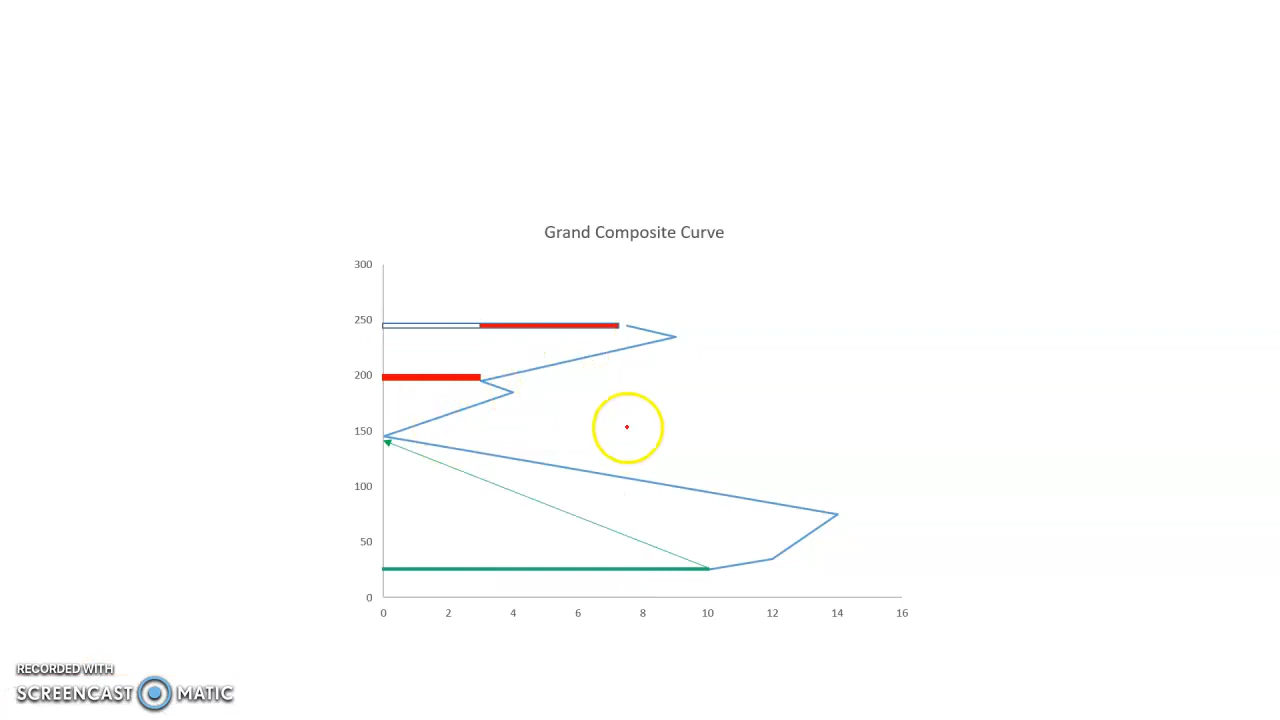 Grand Composite Curve
300
250
200
150
100
50
0
0 2 4 6 8 10 12 14 16
RECORDED WITH
SCREENCAST MATIC